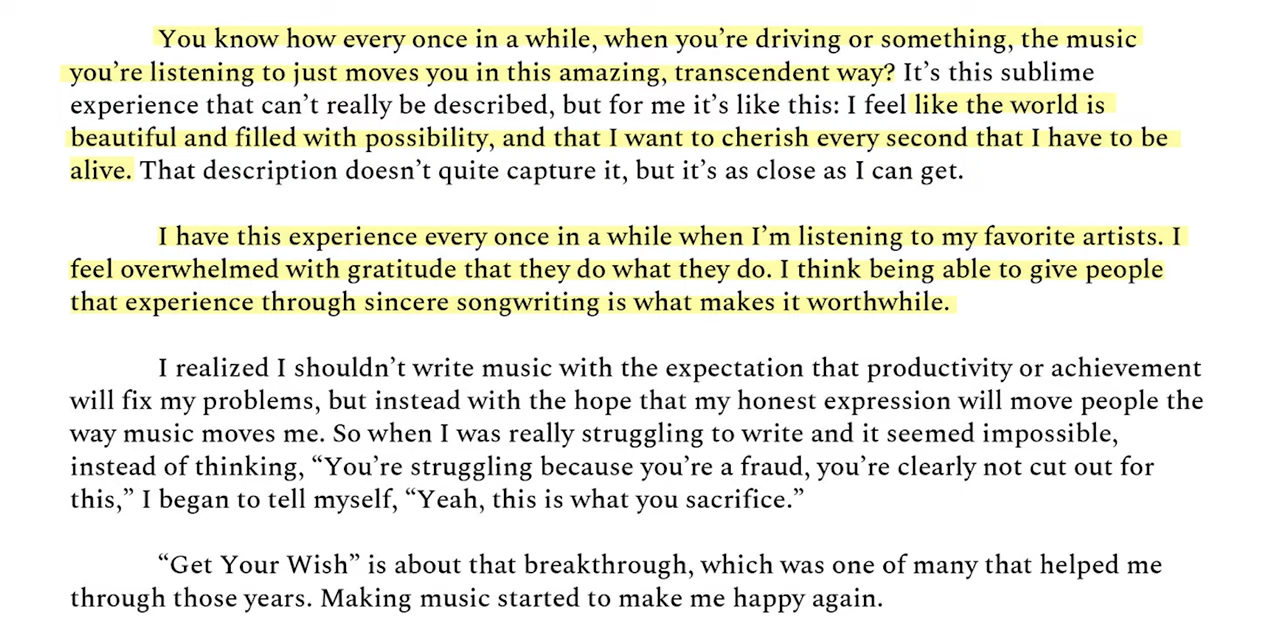 You know how every once in a while, when you’re driving or something, the music
you’re listening to just moves you in this amazing, transcendent way? It’s this sublime
experience that can’t really be described, but for me it’s like this: I feel like the world is
beautiful and filled with possibility, and that I want to cherish every second that I have to be
alive. That description doesn’t quite capture it, but it’s as close as I can get.
I have this experience every once in a while when I’m listening to my favorite artists. I
feel overwhelmed with gratitude that they do what they do. I think being able to give people
that experience through sincere songwriting is what makes it worthwhile.
I realized I shouldn’t write music with the expectation that productivity or achievement
will fix my problems, but instead with the hope that my honest expression will move people the
way music moves me. So when I was really struggling to write and it seemed impossible,
instead of thinking, “You’re struggling because you’re a fraud, you’re clearly not cut out for
this,” I began to tell myself, “Yeah, this is what you sacrifice.”
“Get Your Wish” is about that breakthrough, which was one of many that helped me
through those years. Making music started to make me happy again.